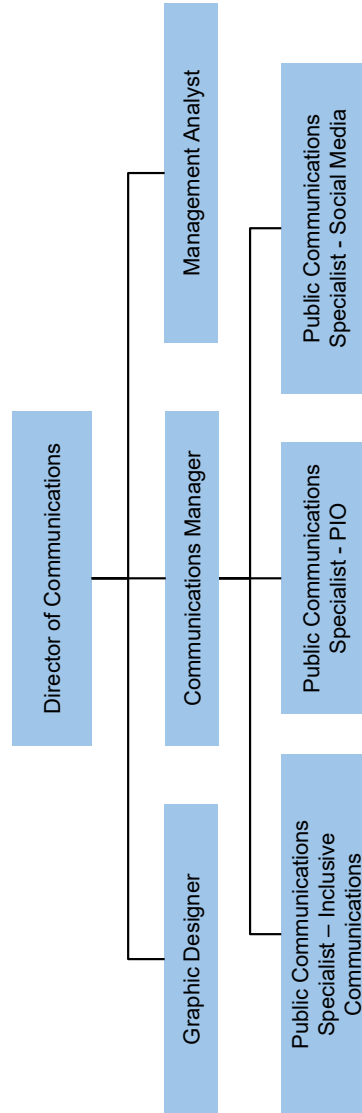 Director of Communications
Graphic Designer
Communications Manager
Management Analyst
Public Communications
Specialist – Inclusive
Communications
Public Communications
Specialist - PIO
Public Communications
Specialist - Social Media